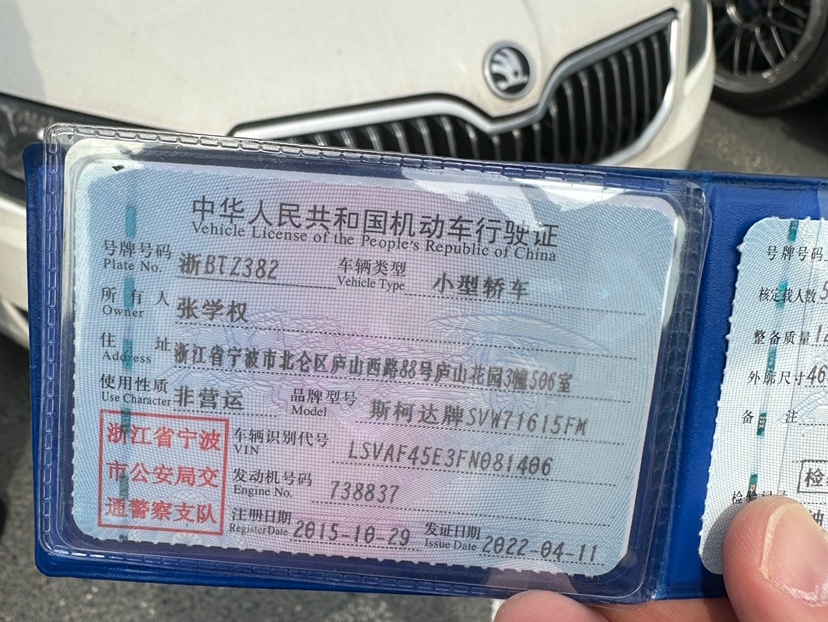 中华人民共和国机动车行驶证
Vehicle License of the People's Republic of China
号牌号码 浙BTZ382 车辆类型 小型轿车
Plate No. Vehicle Type
所有人 张学权
Owner
住址 浙江省宁波市北仑区庐山西路88号庐山花园3幢506室
Address
使用性质 非营运 品牌型号 斯柯达牌SVW71615FM
Use Character Model
浙江省宁波
市公安局交
通警察支队
车辆识别代号 LSVAF45E3FN081406
VIN
发动机号码 738837
Engine No.
注册日期 2015-10-29 发证日期 2022-04-11
Register Date Issue Date
号牌号码
核定载人数 5
整备质量
外廓尺寸 46
备注